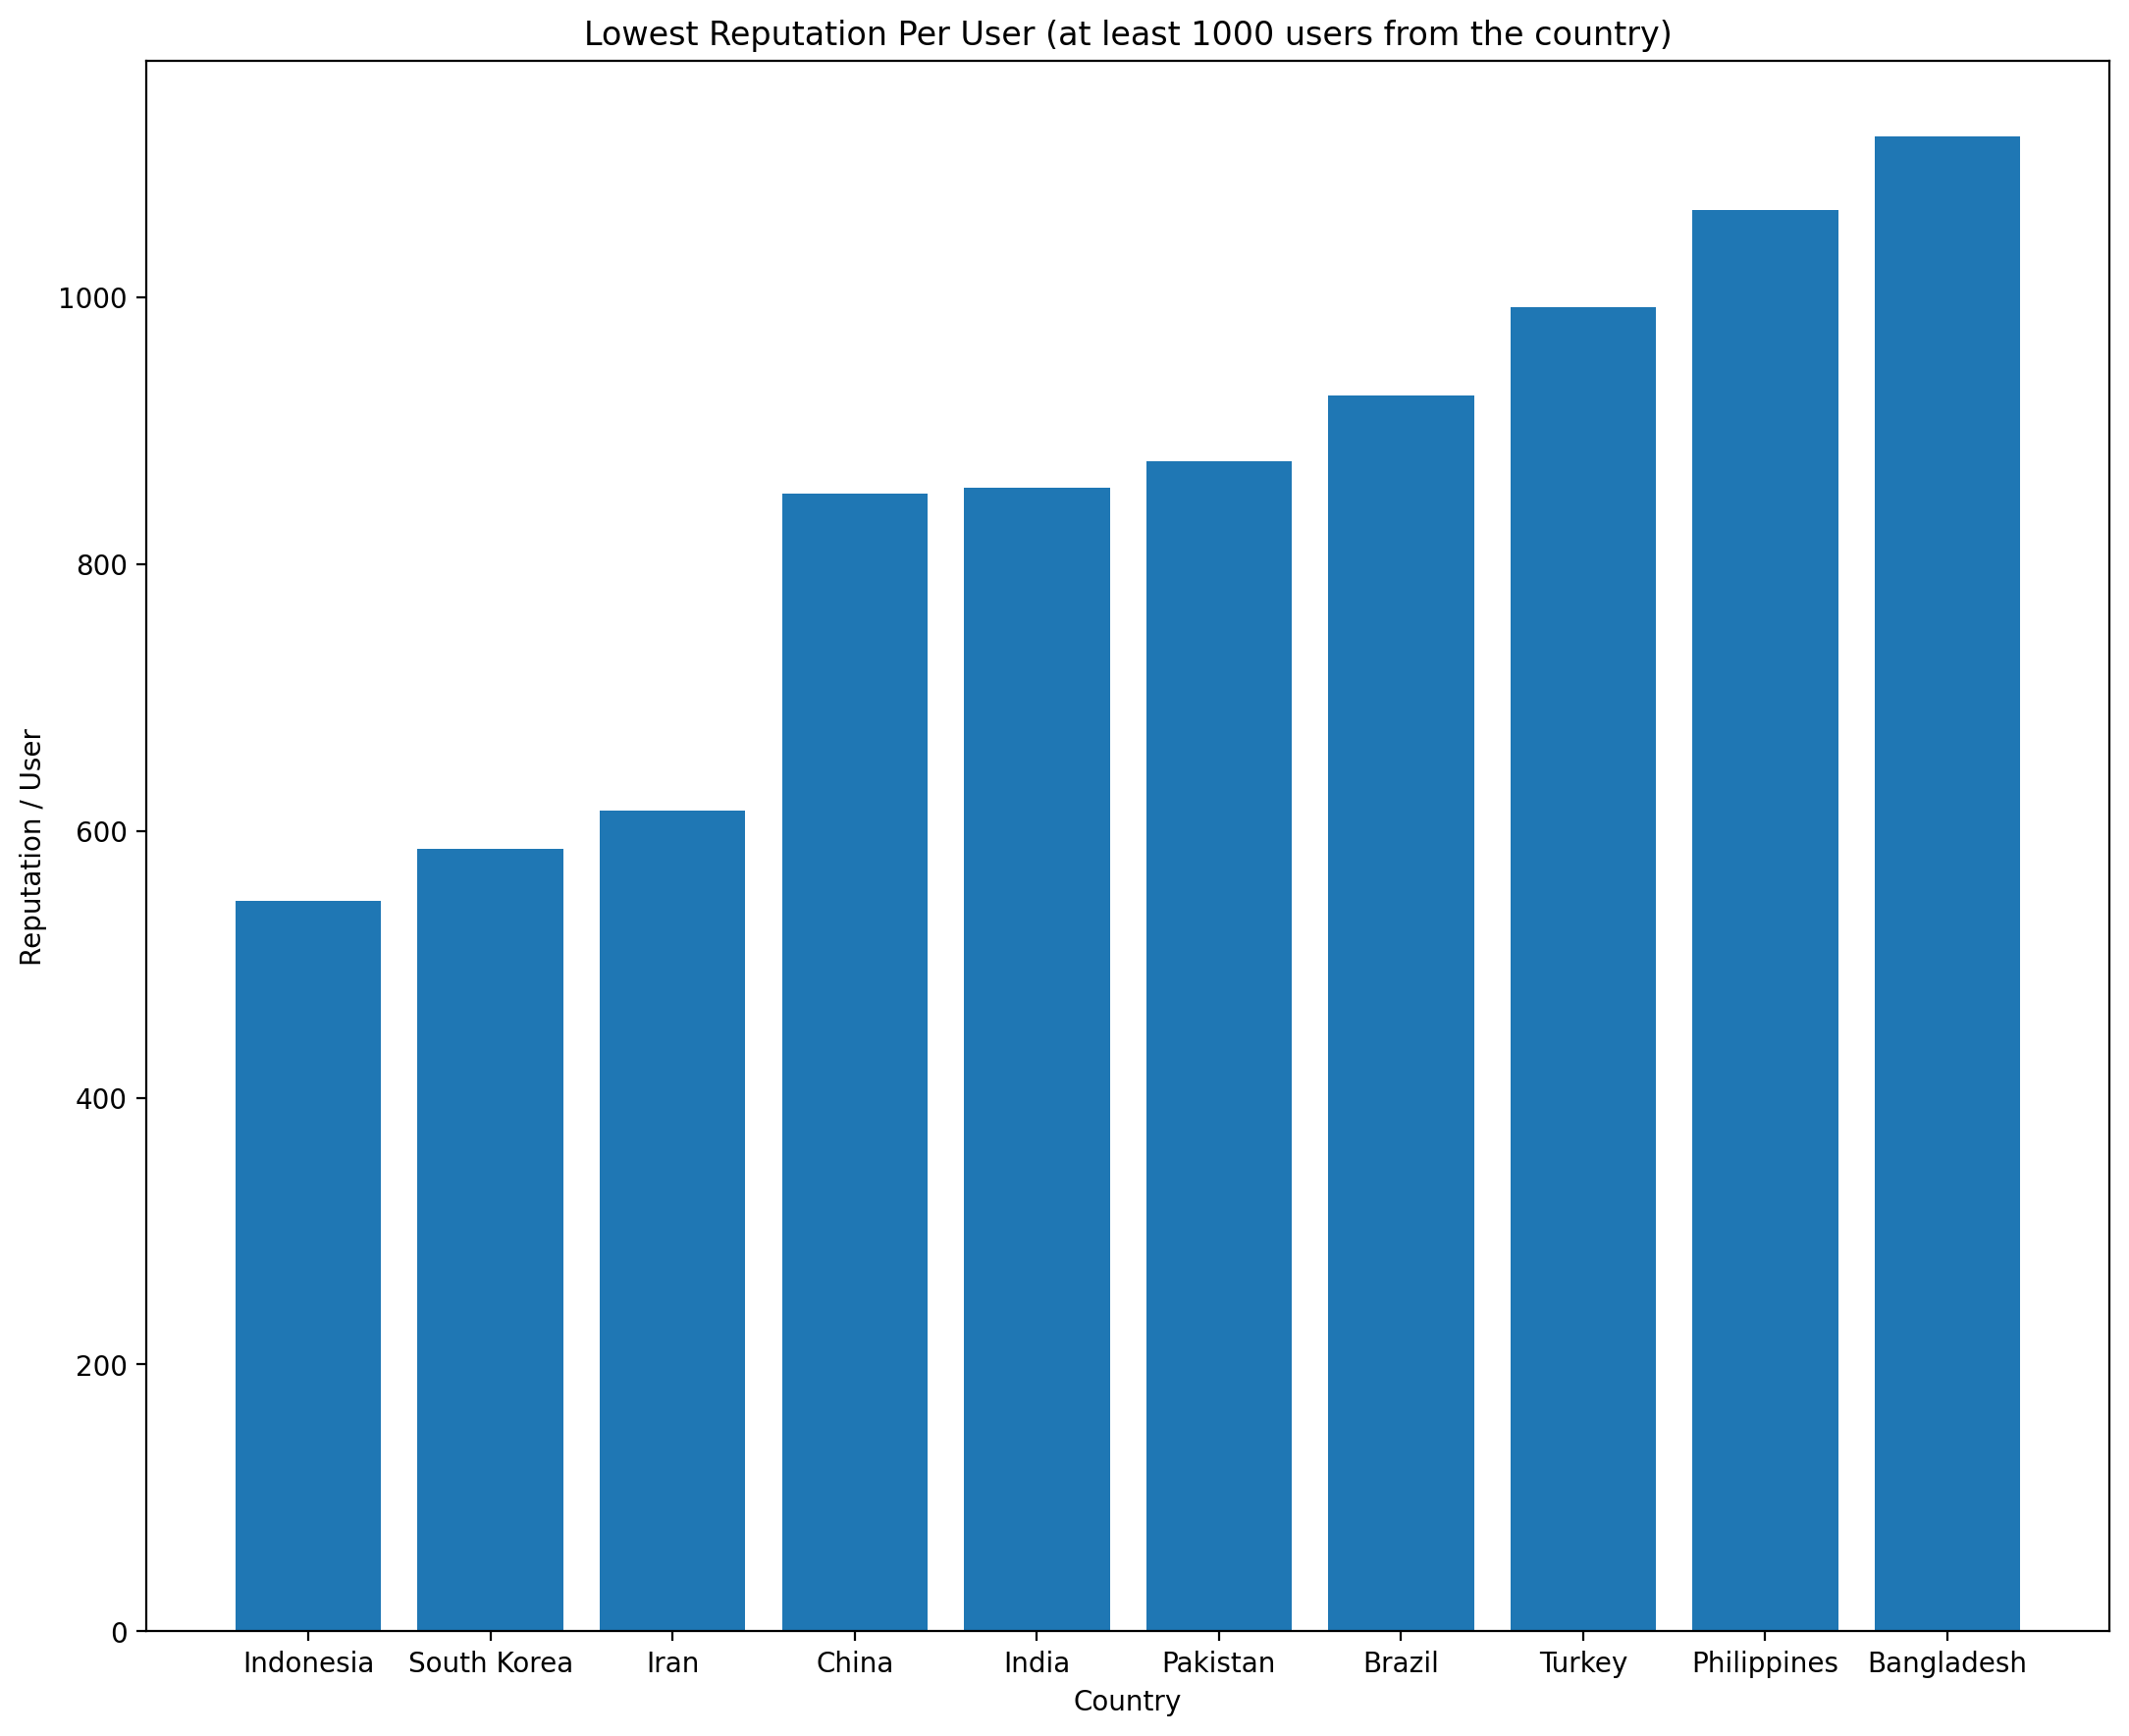 Lowest Reputation Per User (at least 1000 users from the country)
Reputation / User
1000
800
600
400
200
0
Indonesia South Korea Iran China India Pakistan Brazil Turkey Philippines Bangladesh
Country